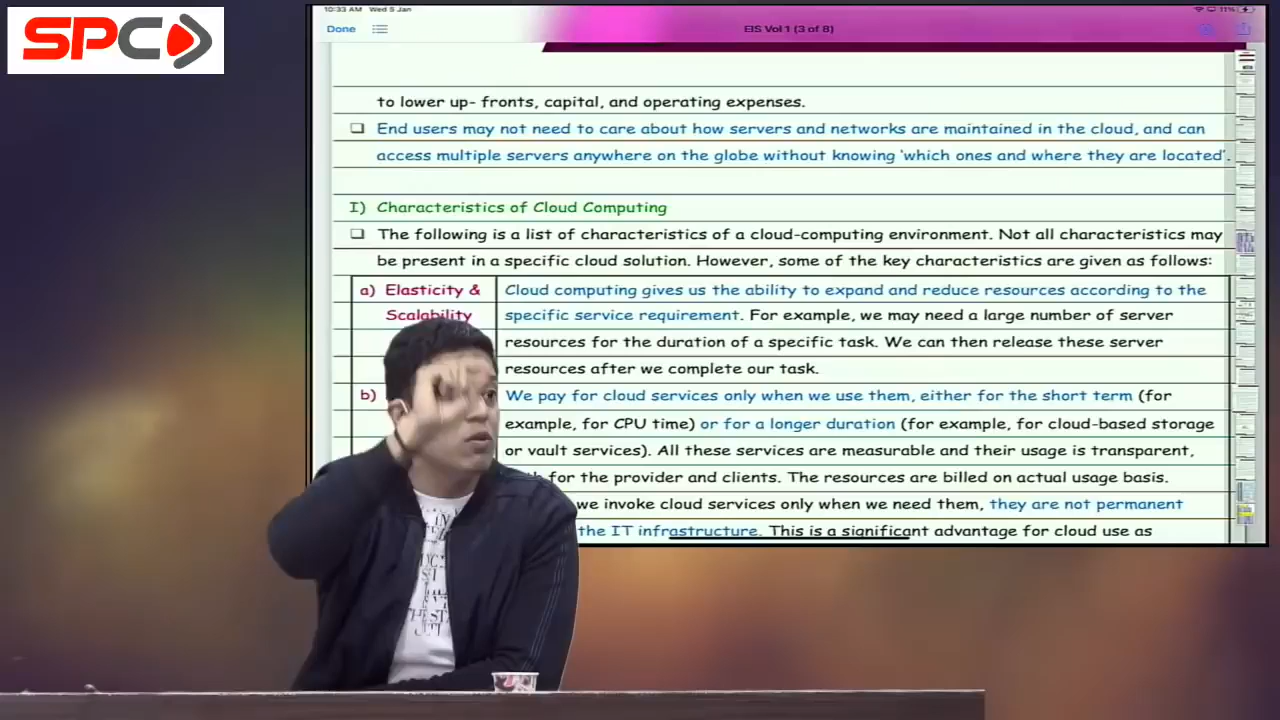 SPC
10:33 AM Wed 5 Jan
11%
Done
EIS Vol 1 (3 of 8)
to lower up- fronts, capital, and operating expenses.
❑ End users may not need to care about how servers and networks are maintained in the cloud, and can
access multiple servers anywhere on the globe without knowing 'which ones and where they are located'.
I) Characteristics of Cloud Computing
❑ The following is a list of characteristics of a cloud-computing environment. Not all characteristics may
be present in a specific cloud solution. However, some of the key characteristics are given as follows:
a) Elasticity &
Scalability
Cloud computing gives us the ability to expand and reduce resources according to the
specific service requirement. For example, we may need a large number of server
resources for the duration of a specific task. We can then release these server
resources after we complete our task.
b)
We pay for cloud services only when we use them, either for the short term (for
example, for CPU time) or for a longer duration (for example, for cloud-based storage
or vault services). All these services are measurable and their usage is transparent,
for the provider and clients. The resources are billed on actual usage basis.
we invoke cloud services only when we need them, they are not permanent
the IT infrastructure. This is a significant advantage for cloud use as